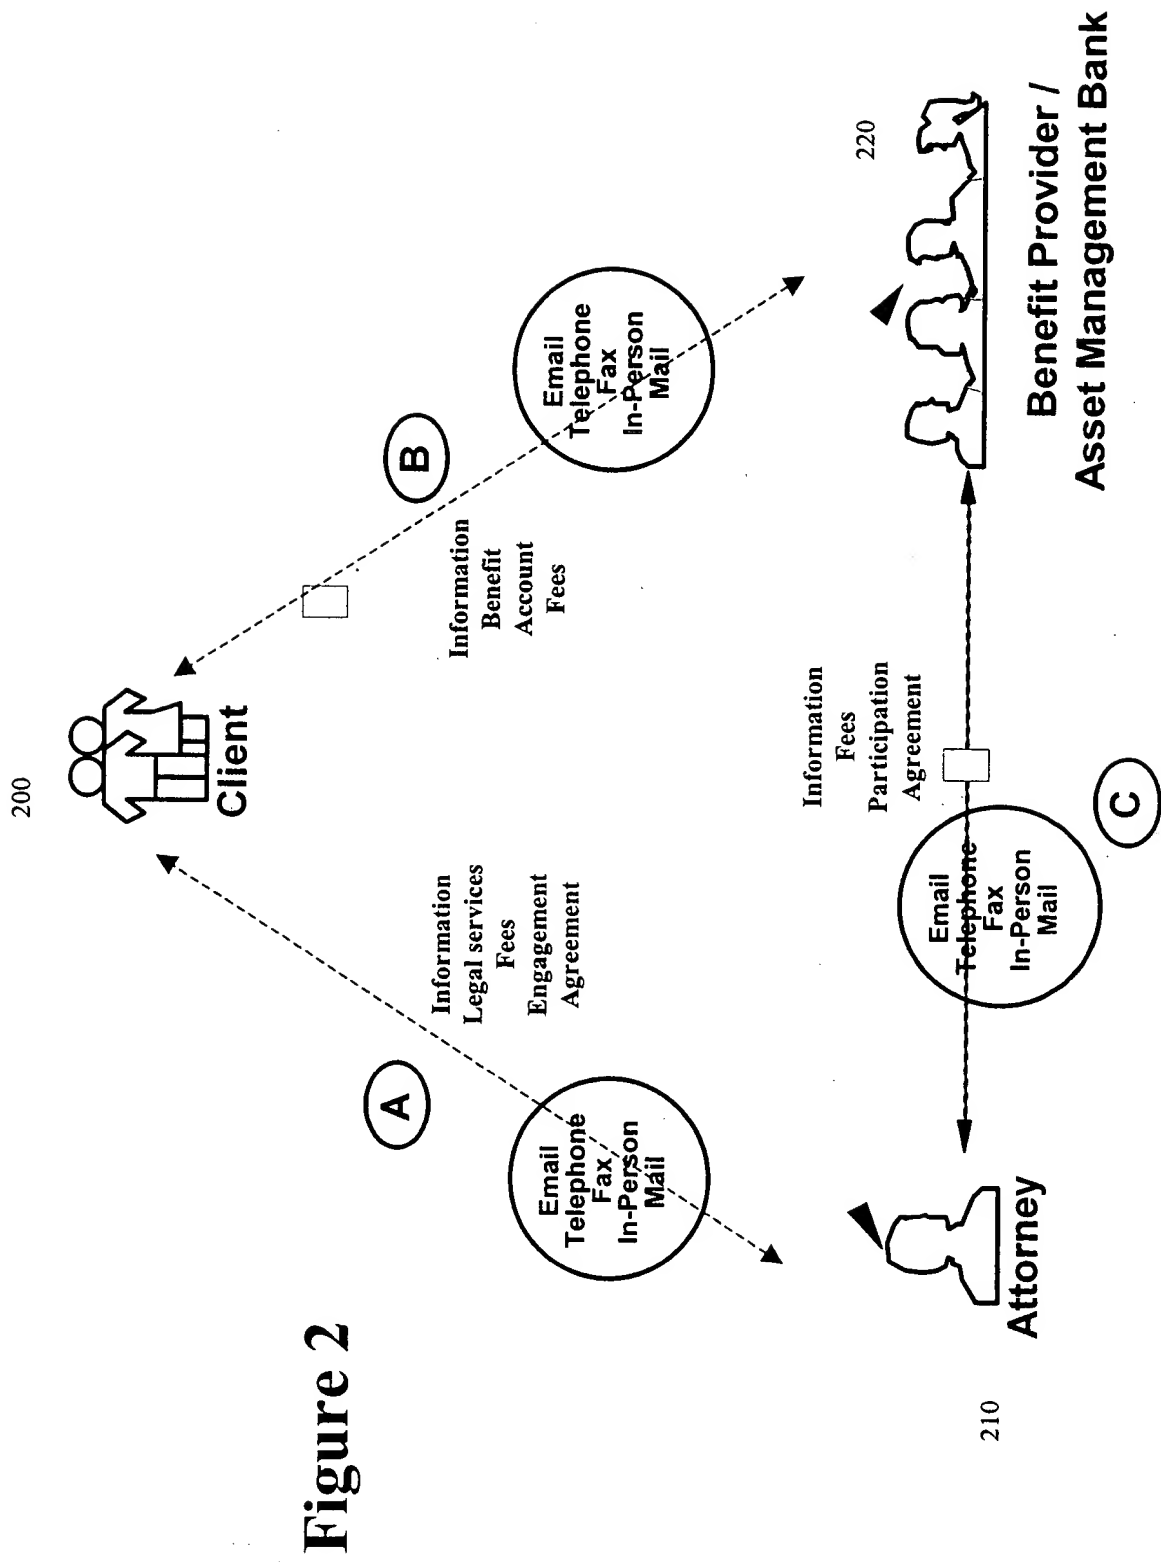 Figure 2
200
Client
A
Email
Telephone
Fax
In-Person
Mail
Information
Legal services
Fees
Engagement
Agreement
B
Information
Benefit
Account
Fees
Email
Telephone
Fax
In-Person
Mail
210
Attorney
Email
Telephone
Fax
In-Person
Mail
C
Information
Fees
Participation
Agreement
220
Benefit Provider /
Asset Management Bank